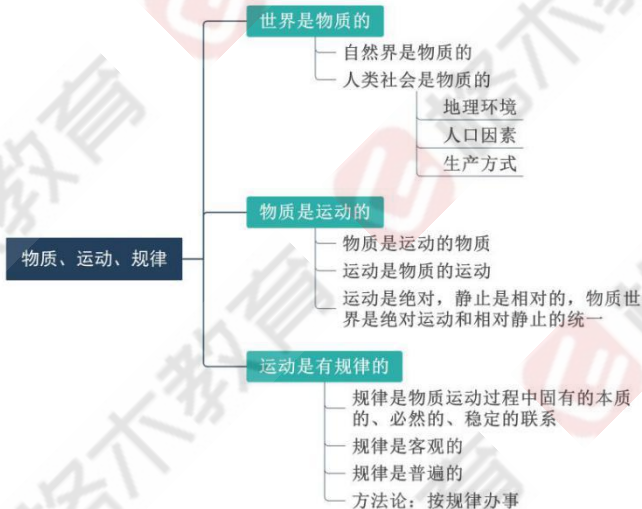 世界是物质的
自然界是物质的
人类社会是物质的
地理环境
人口因素
生产方式
物质是运动的
物质是运动的物质
运动是物质的运动
运动是绝对，静止是相对的，物质世
界是绝对运动和相对静止的统一
物质、运动、规律
运动是有规律的
规律是物质运动过程中固有的本质
的、必然的、稳定的联系
规律是客观的
规律是普遍的
方法论：按规律办事
格木教育